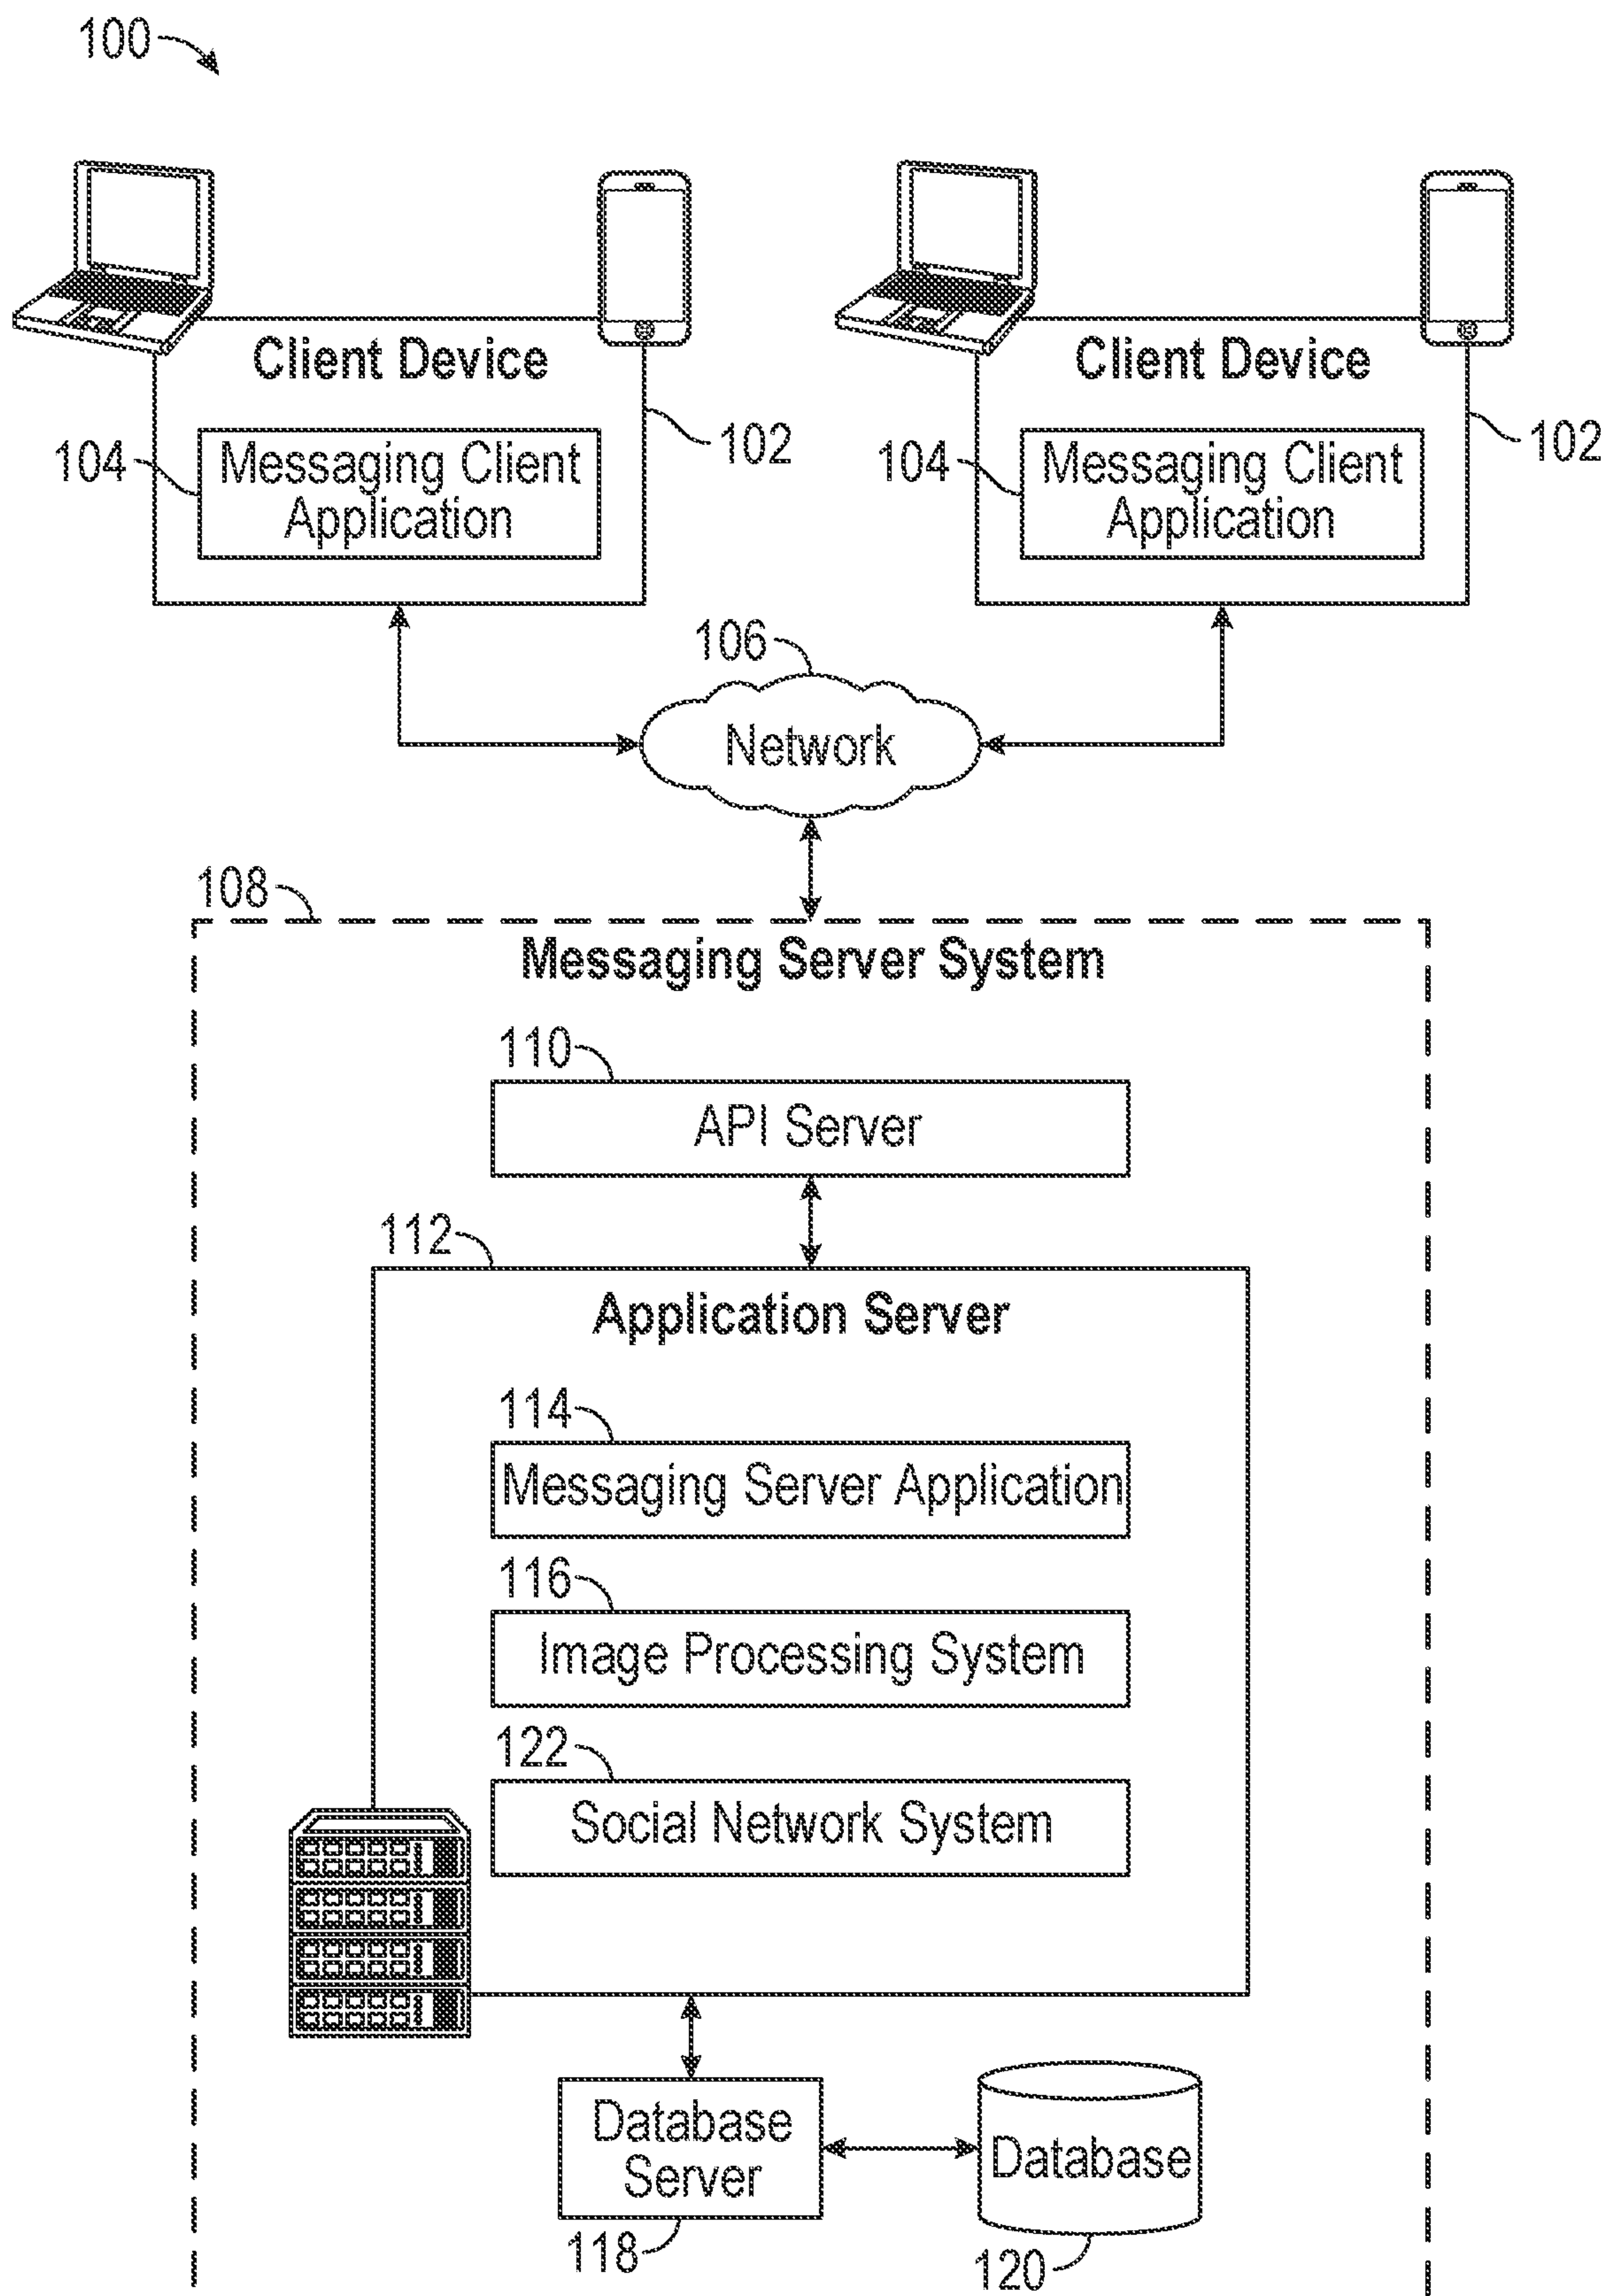 100
Client Device
Client Device
102
102
104
Messaging Client
Application
104
Messaging Client
Application
106
Network
108
Messaging Server System
110
API Server
112
Application Server
114
Messaging Server Application
116
Image Processing System
122
Social Network System
Database
Server
Database
118
120